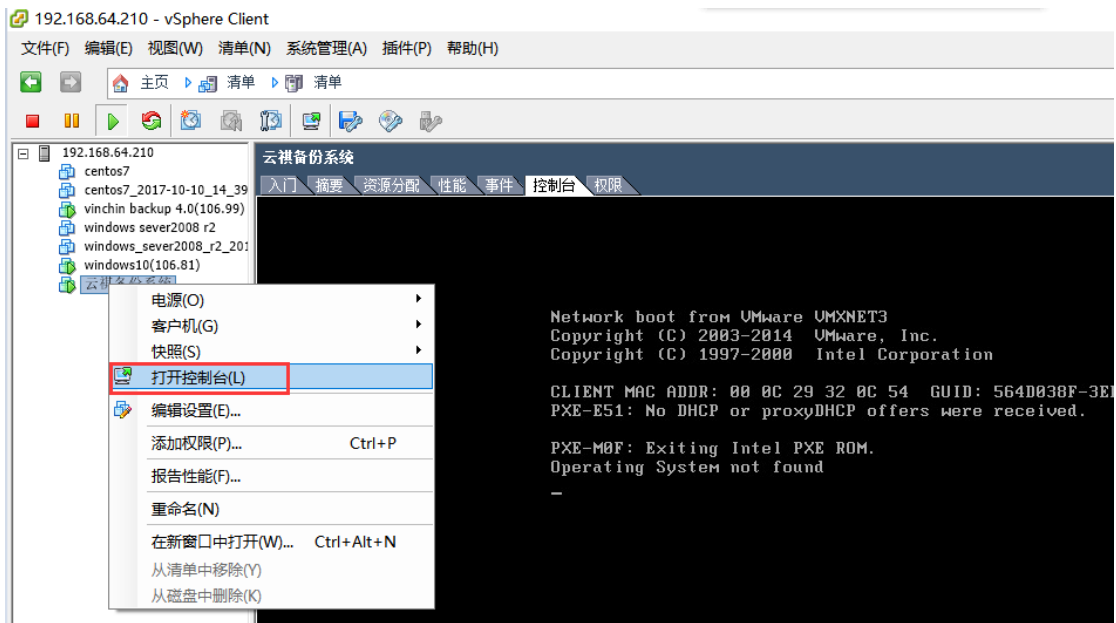 192.168.64.210 - vSphere Clie
文件(F) 编辑(E) 视图(W) 清单(N) 系统管理(A) 插件(P) 帮助(H)
主页 清单 清单
192.168.64.210
centos7
centos7_2017-10-10_14_39
vinchin backup 4.0(106.99)
windows sever2008 r2
windows_sever2008_r2_201
windows10(106.81)
云祺备份系统
云祺备份系统
入门 摘要 资源分配 性能 事件 控制台 权限
电源(O)
客户机(G)
快照(S)
打开控制台(L)
编辑设置(E)...
添加权限(P)... Ctrl+P
报告性能(F)...
重命名(N)
在新窗口中打开(W)... Ctrl+Alt+N
从清单中移除(Y)
从磁盘中删除(K)
Network boot from VMware VMXNET3
Copyright (C) 2003-2014 VMware, Inc.
Copyright (C) 1997-2000 Intel Corporation
CLIENT MAC ADDR: 00 0C 29 32 0C 54 GUID: 564D038F-3E
PXE-E51: No DHCP or proxyDHCP offers were received.
PXE-M0F: Exiting Intel PXE ROM.
Operating System not found